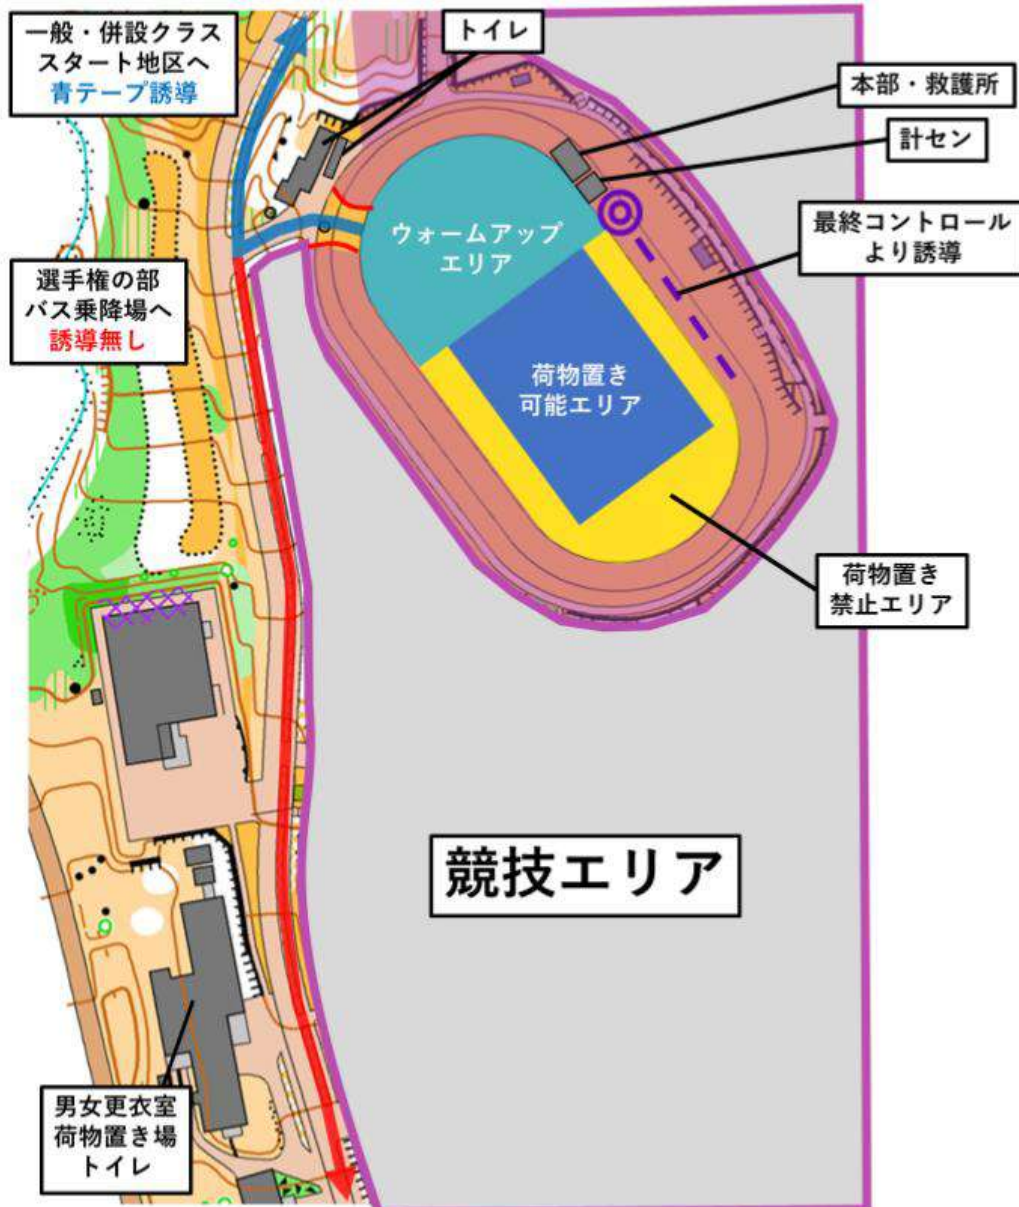 一般・併設クラス
スタート地区へ
青テープ誘導
トイレ
本部・救護所
計セン
最終コントロール
より誘導
ウォームアップ
エリア
選手権の部
バス乗降場へ
誘導無し
荷物置き
可能エリア
荷物置き
禁止エリア
競技エリア
男女更衣室
荷物置き場
トイレ